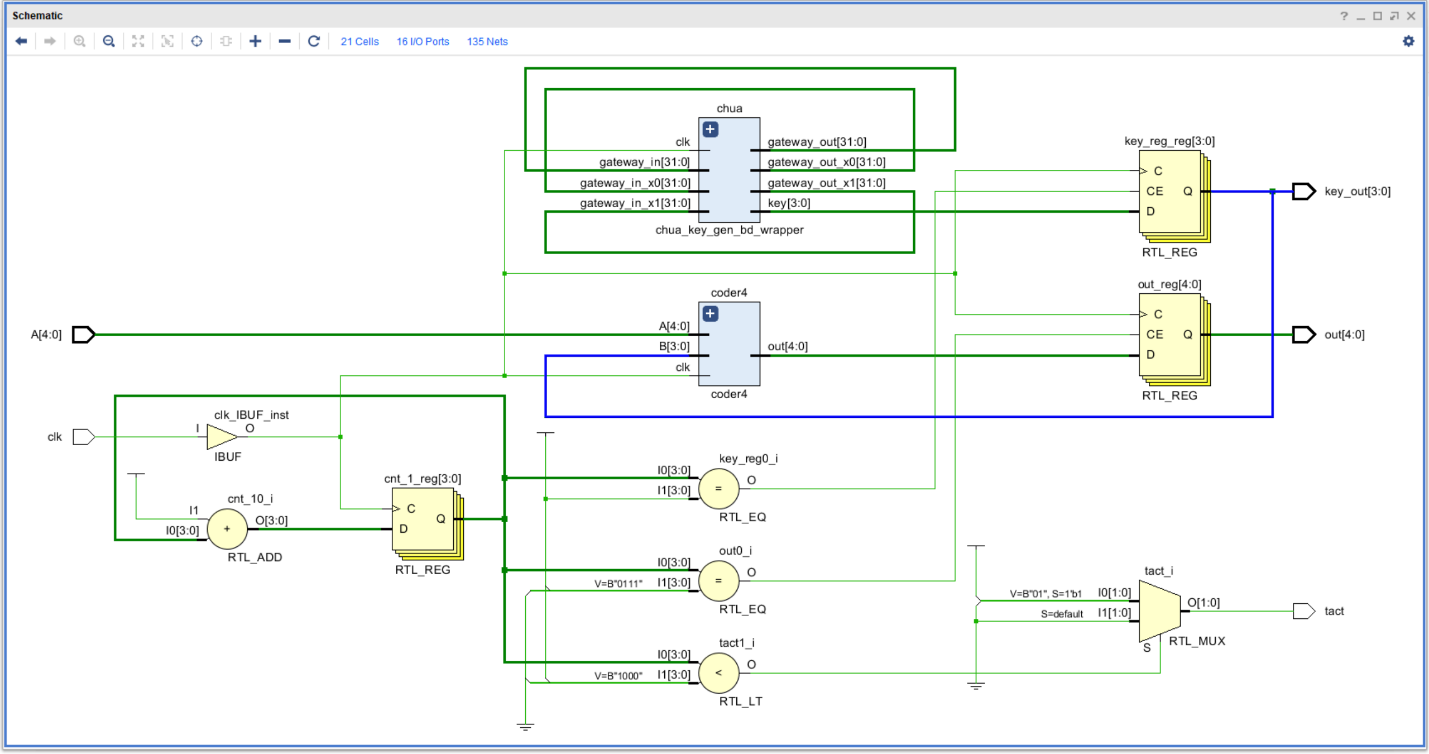 Schematic
21 Cells 16 I/O Ports 135 Nets
chua
clk
gateway_in[31:0]
gateway_in_x0[31:0]
gateway_in_x1[31:0]
gateway_out[31:0]
gateway_out_x0[31:0]
gateway_out_x1[31:0]
key[3:0]
chua_key_gen_bd_wrapper
key_reg_reg[3:0]
C
CE
D
Q
RTL_REG
key_out[3:0]
out_reg[4:0]
C
CE
D
Q
RTL_REG
out[4:0]
A[4:0]
coder4
A[4:0]
B[3:0]
clk
out[4:0]
coder4
clk
clk_IBUF_inst
I
O
IBUF
cnt_10_i
I1
I0[3:0]
+
O[3:0]
RTL_ADD
cnt_1_reg[3:0]
C
D
Q
RTL_REG
key_reg0_i
I0[3:0]
I1[3:0]
=
O
RTL_EQ
out0_i
I0[3:0]
V=B"0111" I1[3:0]
=
O
RTL_EQ
tact1_i
I0[3:0]
V=B"1000" I1[3:0]
<
O
RTL_LT
tact_i
V=B"01", S=1'b1 I0[1:0]
S=default I1[1:0]
S
O[1:0]
RTL_MUX
tact